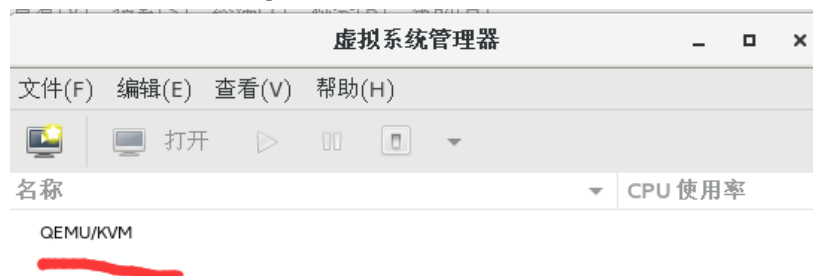 虚拟系统管理器
文件(F) 编辑(E) 查看(V) 帮助(H)
打开
名称 CPU 使用率
QEMU/KVM